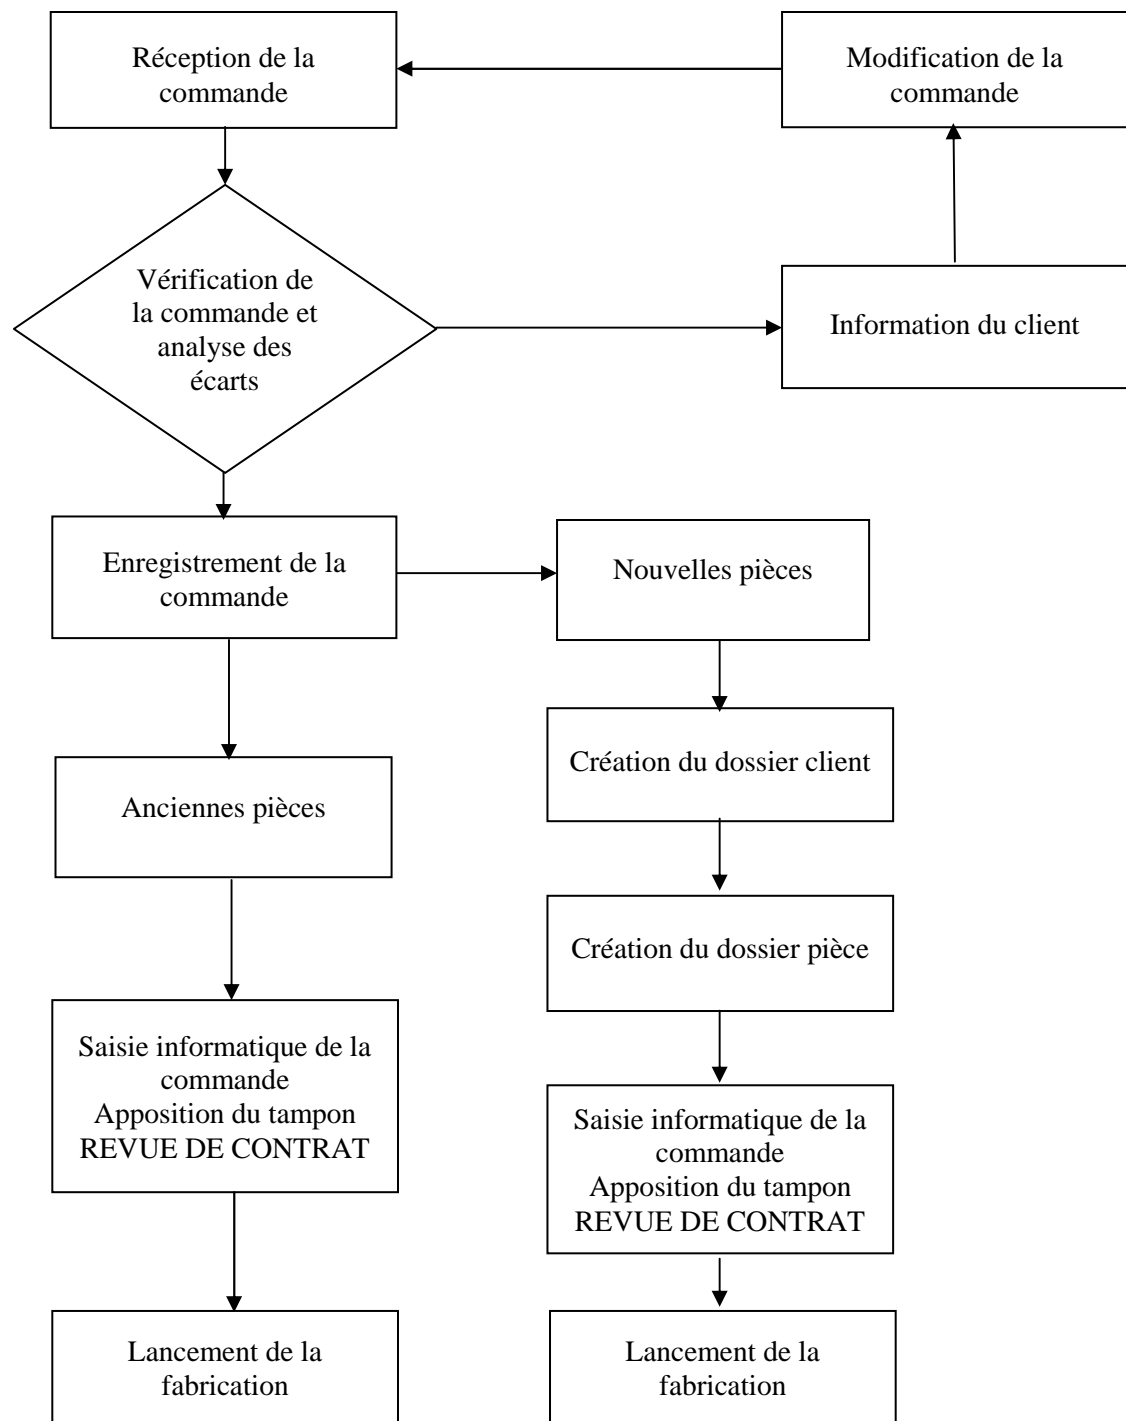 Réception de la
commande
Modification de la
commande
Vérification de
la commande et
analyse des
écarts
Information du client
Enregistrement de la
commande
Nouvelles pièces
Création du dossier client
Anciennes pièces
Création du dossier pièce
Saisie informatique de la
commande
Apposition du tampon
REVUE DE CONTRAT
Saisie informatique de la
commande
Apposition du tampon
REVUE DE CONTRAT
Lancement de la
fabrication
Lancement de la
fabrication